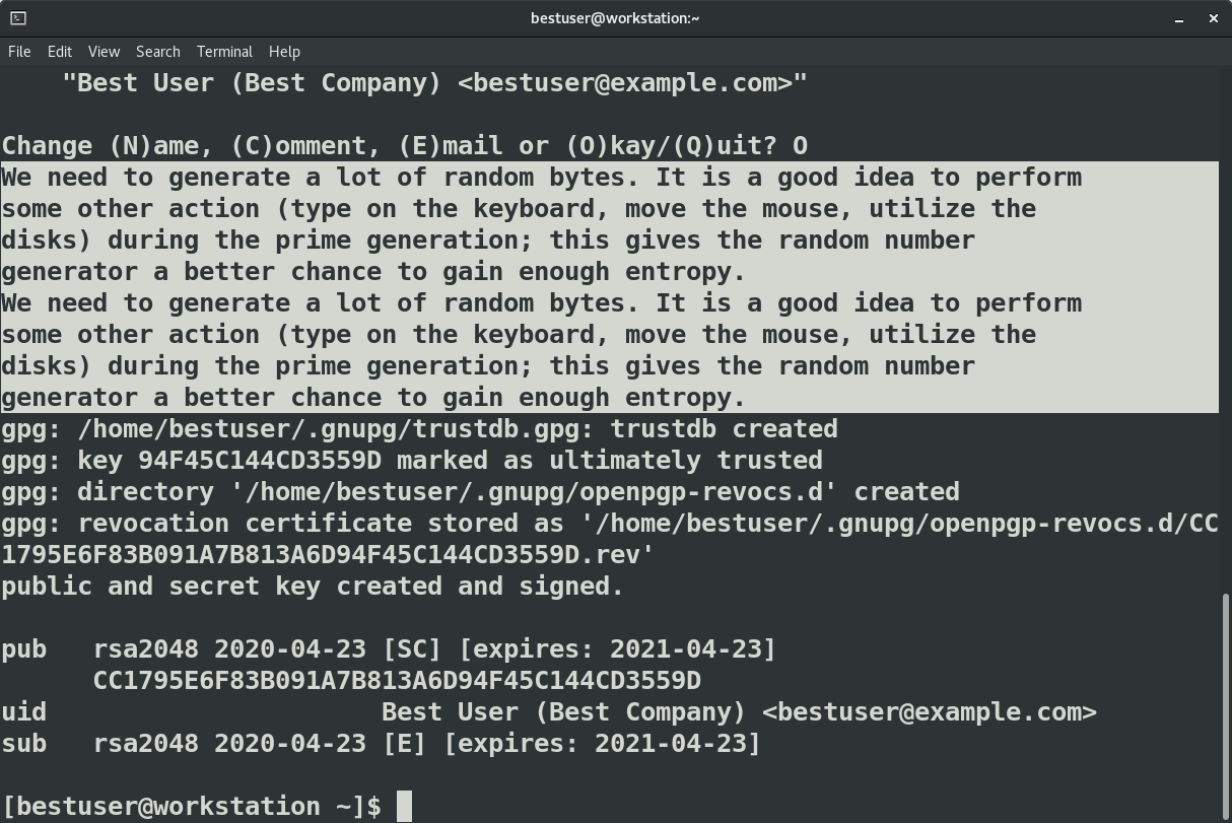 bestuser@workstation:~
File Edit View Search Terminal Help
"Best User (Best Company) <bestuser@example.com>"
Change (N)ame, (C)omment, (E)mail or (O)kay/(Q)uit? O
We need to generate a lot of random bytes. It is a good idea to perform
some other action (type on the keyboard, move the mouse, utilize the
disks) during the prime generation; this gives the random number
generator a better chance to gain enough entropy.
We need to generate a lot of random bytes. It is a good idea to perform
some other action (type on the keyboard, move the mouse, utilize the
disks) during the prime generation; this gives the random number
generator a better chance to gain enough entropy.
gpg: /home/bestuser/.gnupg/trustdb.gpg: trustdb created
gpg: key 94F45C144CD3559D marked as ultimately trusted
gpg: directory '/home/bestuser/.gnupg/openpgp-revocs.d' created
gpg: revocation certificate stored as '/home/bestuser/.gnupg/openpgp-revocs.d/CC
1795E6F83B091A7B813A6D94F45C144CD3559D.rev'
public and secret key created and signed.
pub   rsa2048 2020-04-23 [SC] [expires: 2021-04-23]
CC1795E6F83B091A7B813A6D94F45C144CD3559D
uid                      Best User (Best Company) <bestuser@example.com>
sub   rsa2048 2020-04-23 [E] [expires: 2021-04-23]
[bestuser@workstation ~]$